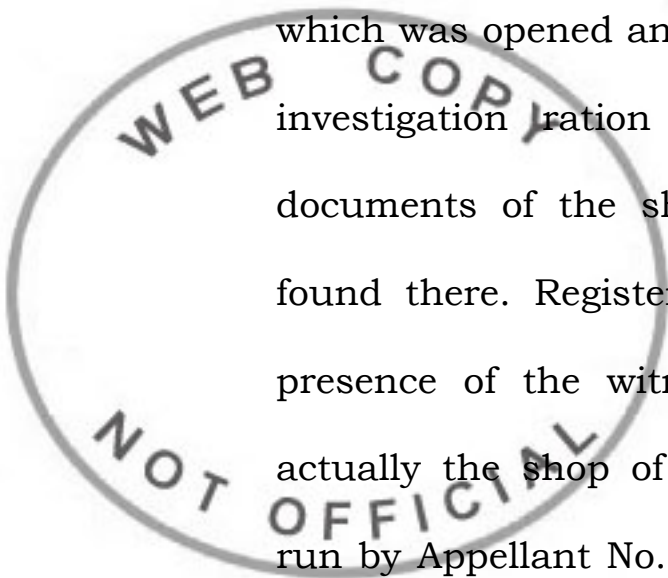 which was opened an
WEB COPY
investigation ration
documents of the sh
found there. Register
presence of the witn
actually the shop of
NOT OFFICIAL
run by Appellant No.